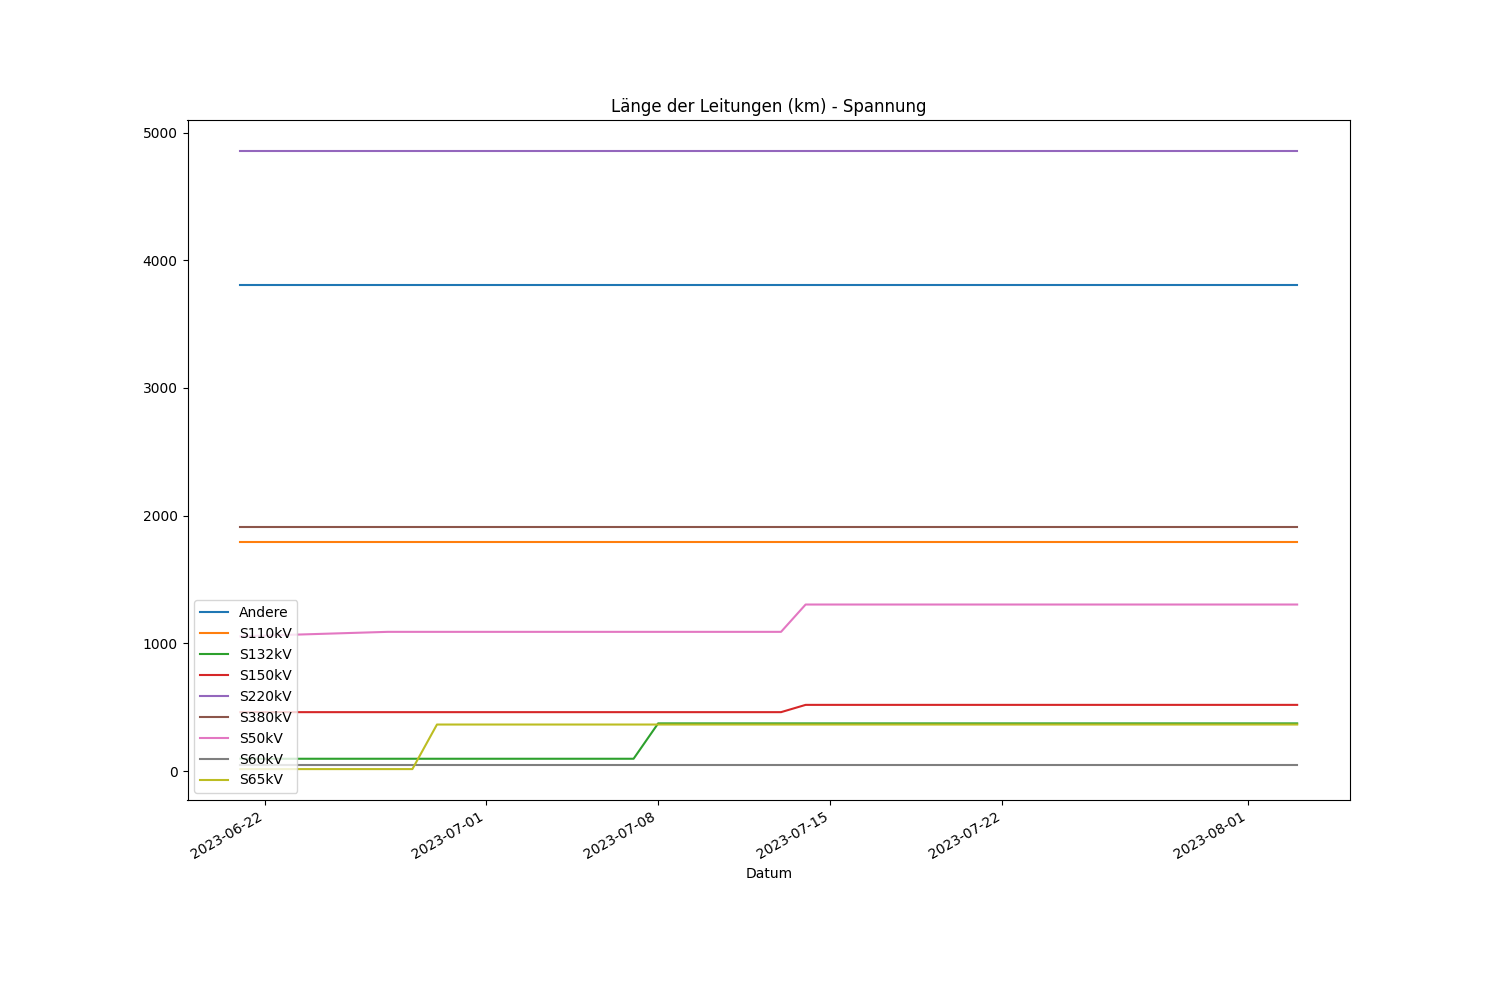 Länge der Leitungen (km) - Spannung
5000
4000
3000
2000
1000
0
Andere
S110kV
S132kV
S150kV
S220kV
S380kV
S50kV
S60kV
S65kV
2023-06-22
2023-07-01
2023-07-08
2023-07-15
2023-07-22
2023-08-01
Datum